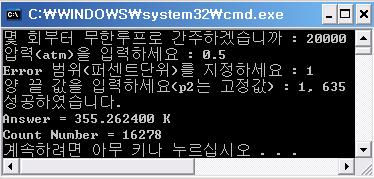 C:\WINDOWS\system32\cmd.exe
몇 회부터 무한루프로 간주하겠습니까 : 20000
압력(atm)을 입력하세요 : 0.5
Error 범위(퍼센트단위)를 지정하세요 : 1
양 끝 값을 입력하세요(p2는 고정값) : 1, 635
성공하였습니다.
Answer = 355.262400 K
Count Number = 16278
계속하려면 아무 키나 누르십시오 . . .